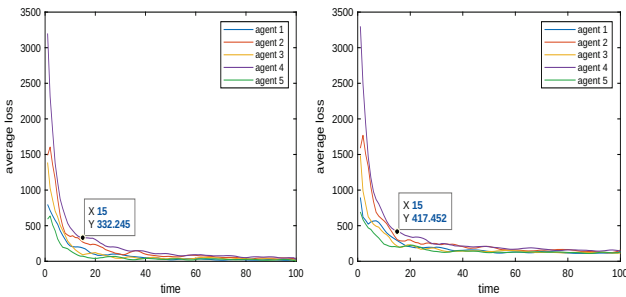 3500
3000
2500
2000
1500
1000
500
0
0
20
40
60
80
100
average loss
time
agent 1
agent 2
agent 3
agent 4
agent 5
X 15
Y 332.245
3500
3000
2500
2000
1500
1000
500
0
0
20
40
60
80
100
average loss
time
agent 1
agent 2
agent 3
agent 4
agent 5
X 15
Y 417.452